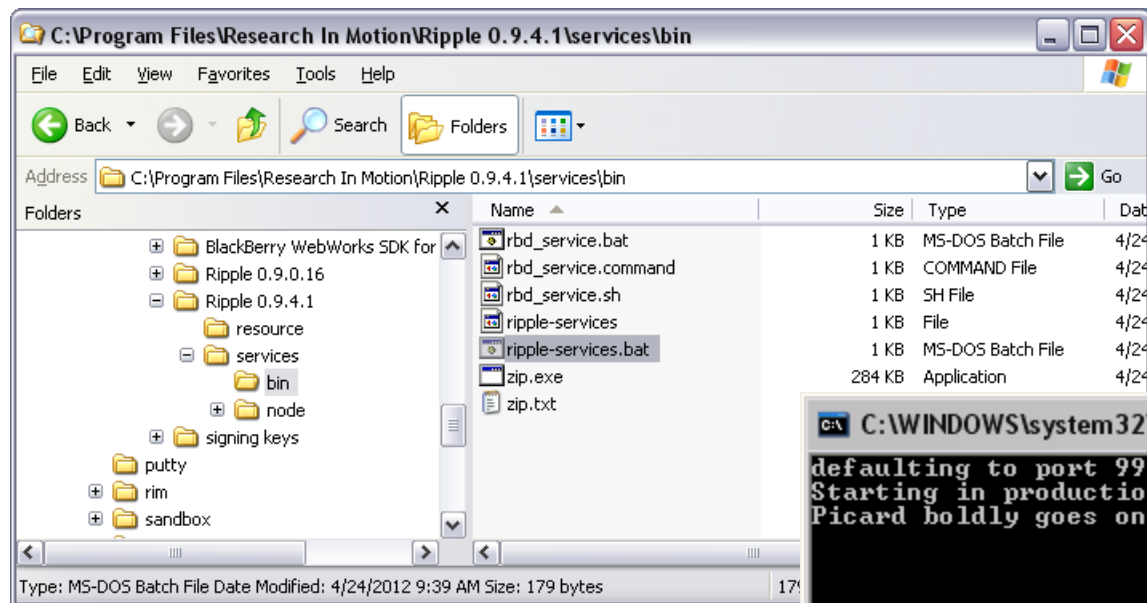 C:\Program Files\Research In Motion\Ripple 0.9.4.1\services\bin
File Edit View Favorites Tools Help
Back Search Folders
Address C:\Program Files\Research In Motion\Ripple 0.9.4.1\services\bin Go
Folders X Name Size Type Dat
BlackBerry WebWorks SDK for
Ripple 0.9.0.16
Ripple 0.9.4.1
resource
services
bin
node
signing keys
putty
rim
sandbox
rbd_service.bat 1 KB MS-DOS Batch File 4/24
rbd_service.command 1 KB COMMAND File 4/24
rbd_service.sh 1 KB SH File 4/24
ripple-services 1 KB File 4/24
ripple-services.bat 1 KB MS-DOS Batch File 4/24
zip.exe 284 KB Application 4/24
zip.txt
C:\WINDOWS\system32
defaulting to port 99
Starting in productio
Picard boldly goes on
Type: MS-DOS Batch File Date Modified: 4/24/2012 9:39 AM Size: 179 bytes 179